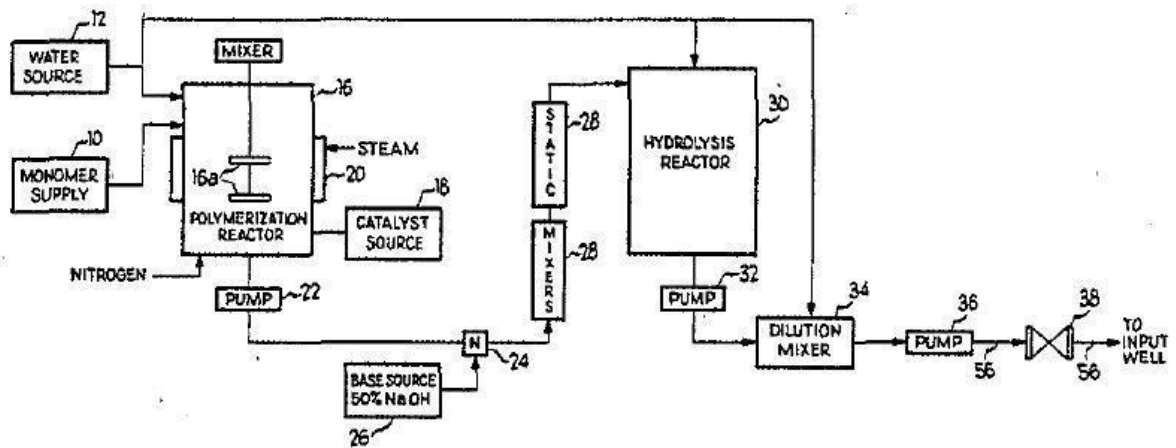 12
WATER
SOURCE
10
MONOMER
SUPPLY
MIXER
16
16a
STEAM
20
POLYMERIZATION
REACTOR
18
CATALYST
SOURCE
NITROGEN
PUMP
22
N
24
BASE SOURCE
50% NaOH
26
STATIC
28
MIXERS
28
HYDROLYSIS
REACTOR
30
PUMP
32
DILUTION
MIXER
34
PUMP
36
56
38
58
TO
INPUT
WELL